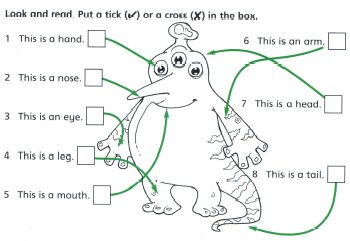 Look and read. Put a tick (✔) or a cross (✗) in the box.
1 This is a hand.
2 This is a nose.
3 This is an eye.
4 This is a leg.
5 This is a mouth.
6 This is an arm.
7 This is a head.
8 This is a tail.